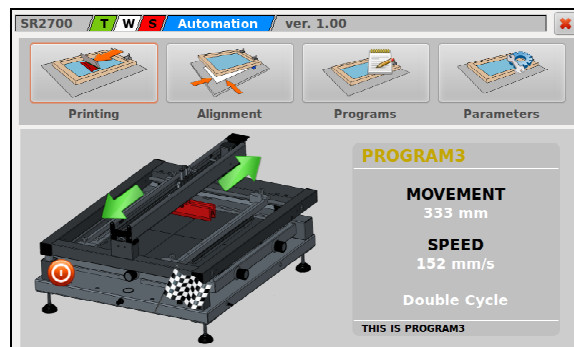 SR2700 T W S Automation ver. 1.00
Printing Alignment Programs Parameters
PROGRAM3
MOVEMENT
333 mm
SPEED
152 mm/s
Double Cycle
THIS IS PROGRAM3